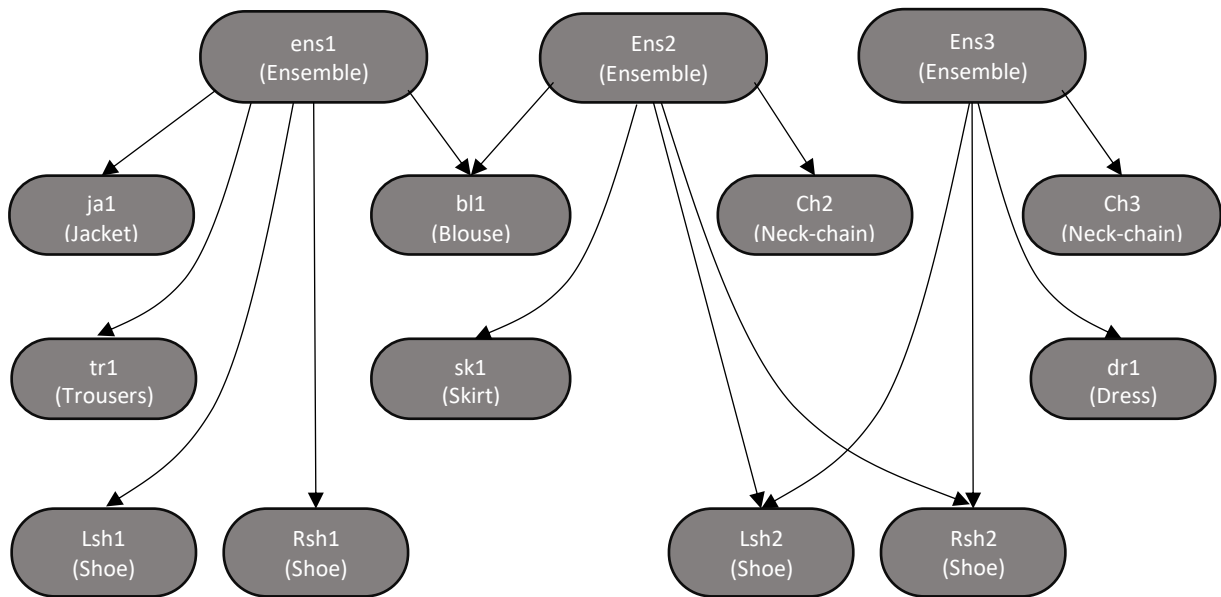 ens1
(Ensemble)
Ens2
(Ensemble)
Ens3
(Ensemble)
ja1
(Jacket)
bl1
(Blouse)
Ch2
(Neck-chain)
Ch3
(Neck-chain)
tr1
(Trousers)
sk1
(Skirt)
dr1
(Dress)
Lsh1
(Shoe)
Rsh1
(Shoe)
Lsh2
(Shoe)
Rsh2
(Shoe)